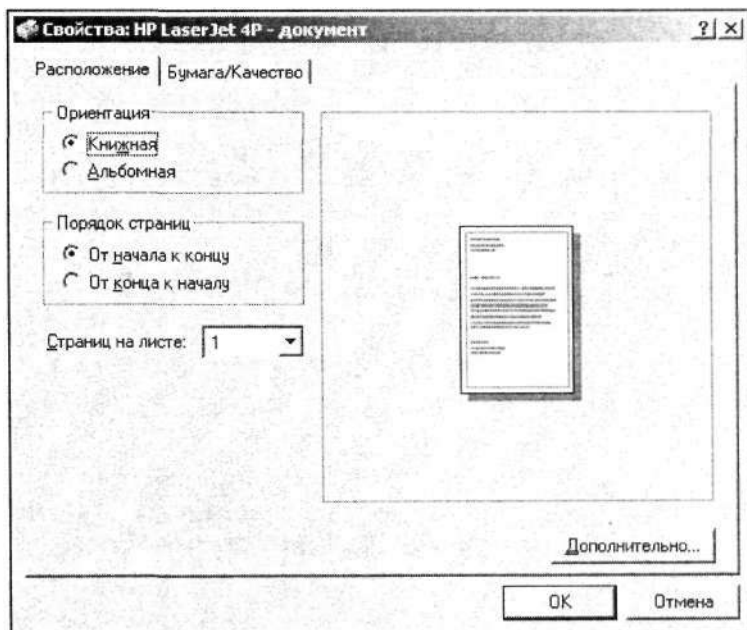 Свойства: HP LaserJet 4P - документ
Расположение
Бумага/Качество
Ориентация
Книжная
Альбомная
Порядок страниц
От начала к концу
От конца к началу
Страниц на листе: 1
Дополнительно...
OK
Отмена